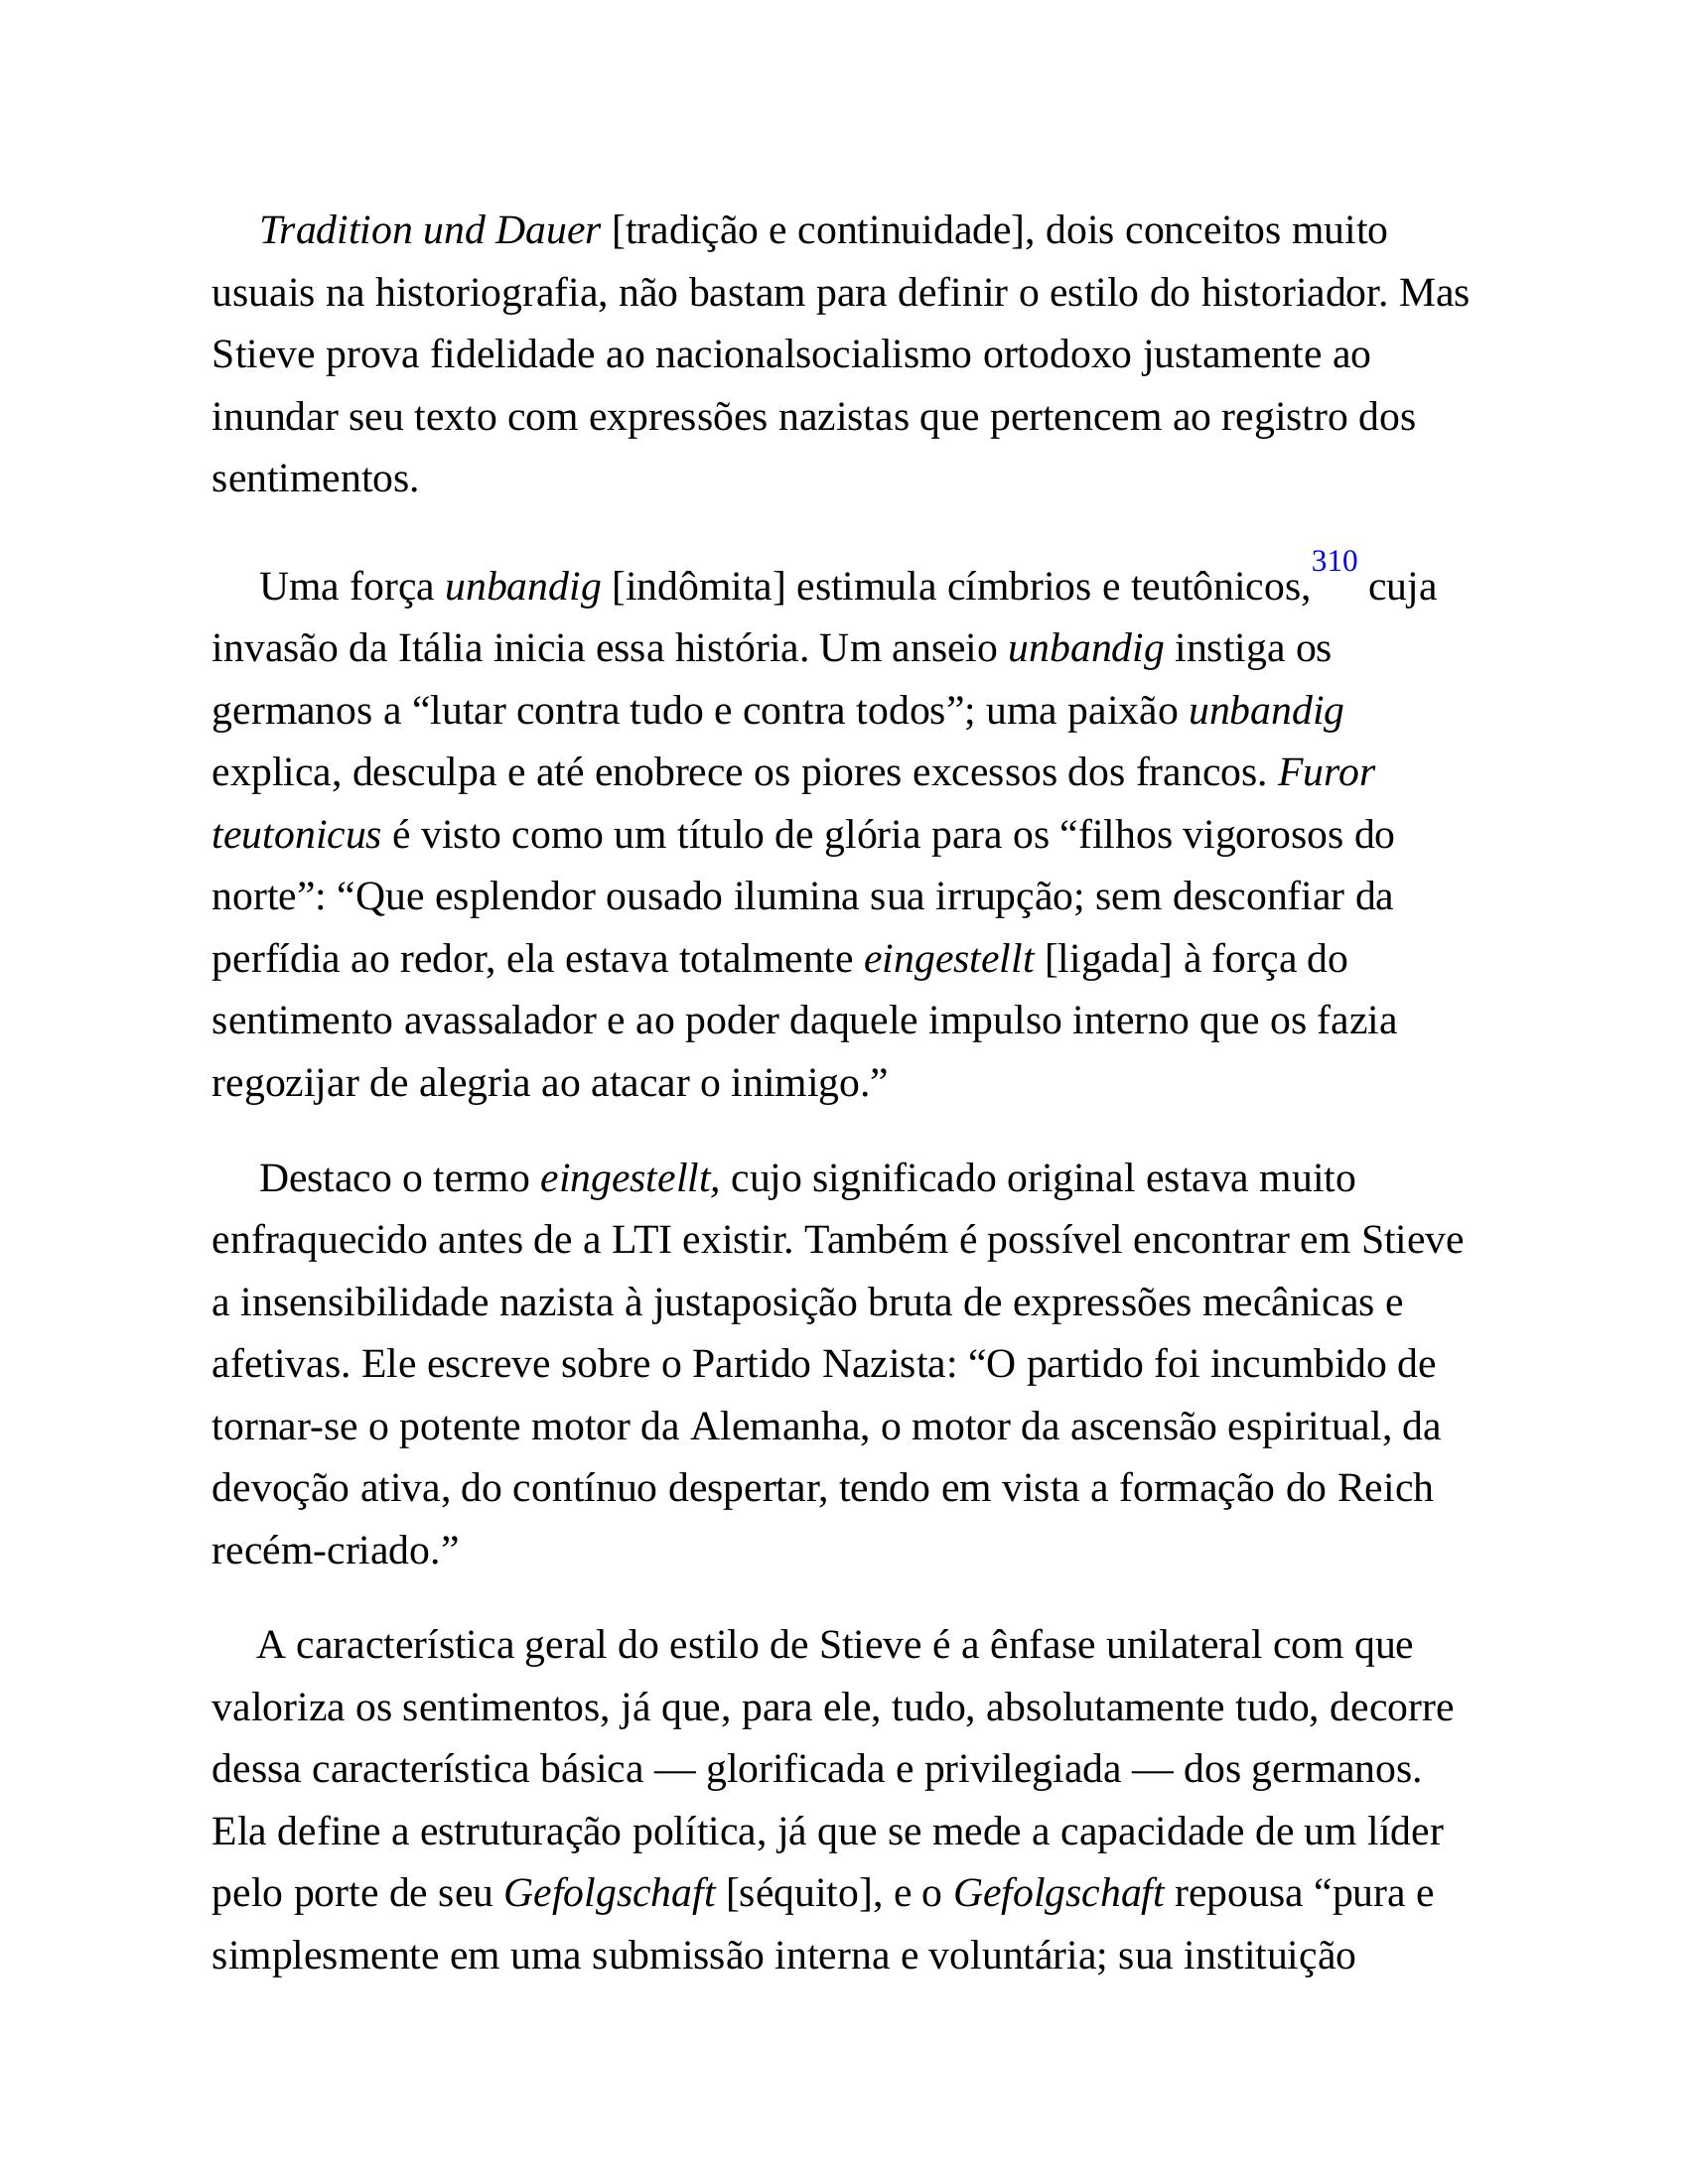 Tradition und Dauer [tradição e continuidade], dois conceitos muito
usuais na historiografia, não bastam para definir o estilo do historiador. Mas
Stieve prova fidelidade ao nacionalsocialismo ortodoxo justamente ao
inundar seu texto com expressões nazistas que pertencem ao registro dos
sentimentos.
Uma força unbandig [indômita] estimula címbrios e teutônicos,310 cuja
invasão da Itália inicia essa história. Um anseio unbandig instiga os
germanos a “lutar contra tudo e contra todos”; uma paixão unbandig
explica, desculpa e até enobrece os piores excessos dos francos. Furor
teutonicus é visto como um título de glória para os “filhos vigorosos do
norte”: “Que esplendor ousado ilumina sua irrupção; sem desconfiar da
perfídia ao redor, ela estava totalmente eingestellt [ligada] à força do
sentimento avassalador e ao poder daquele impulso interno que os fazia
regozijar de alegria ao atacar o inimigo.”
Destaco o termo eingestellt, cujo significado original estava muito
enfraquecido antes de a LTI existir. Também é possível encontrar em Stieve
a insensibilidade nazista à justaposição bruta de expressões mecânicas e
afetivas. Ele escreve sobre o Partido Nazista: “O partido foi incumbido de
tornar-se o potente motor da Alemanha, o motor da ascensão espiritual, da
devoção ativa, do contínuo despertar, tendo em vista a formação do Reich
recém-criado.”
A característica geral do estilo de Stieve é a ênfase unilateral com que
valoriza os sentimentos, já que, para ele, tudo, absolutamente tudo, decorre
dessa característica básica — glorificada e privilegiada — dos germanos.
Ela define a estruturação política, já que se mede a capacidade de um líder
pelo porte de seu Gefolgschaft [séquito], e o Gefolgschaft repousa “pura e
simplesmente em uma submissão interna e voluntária; sua instituição